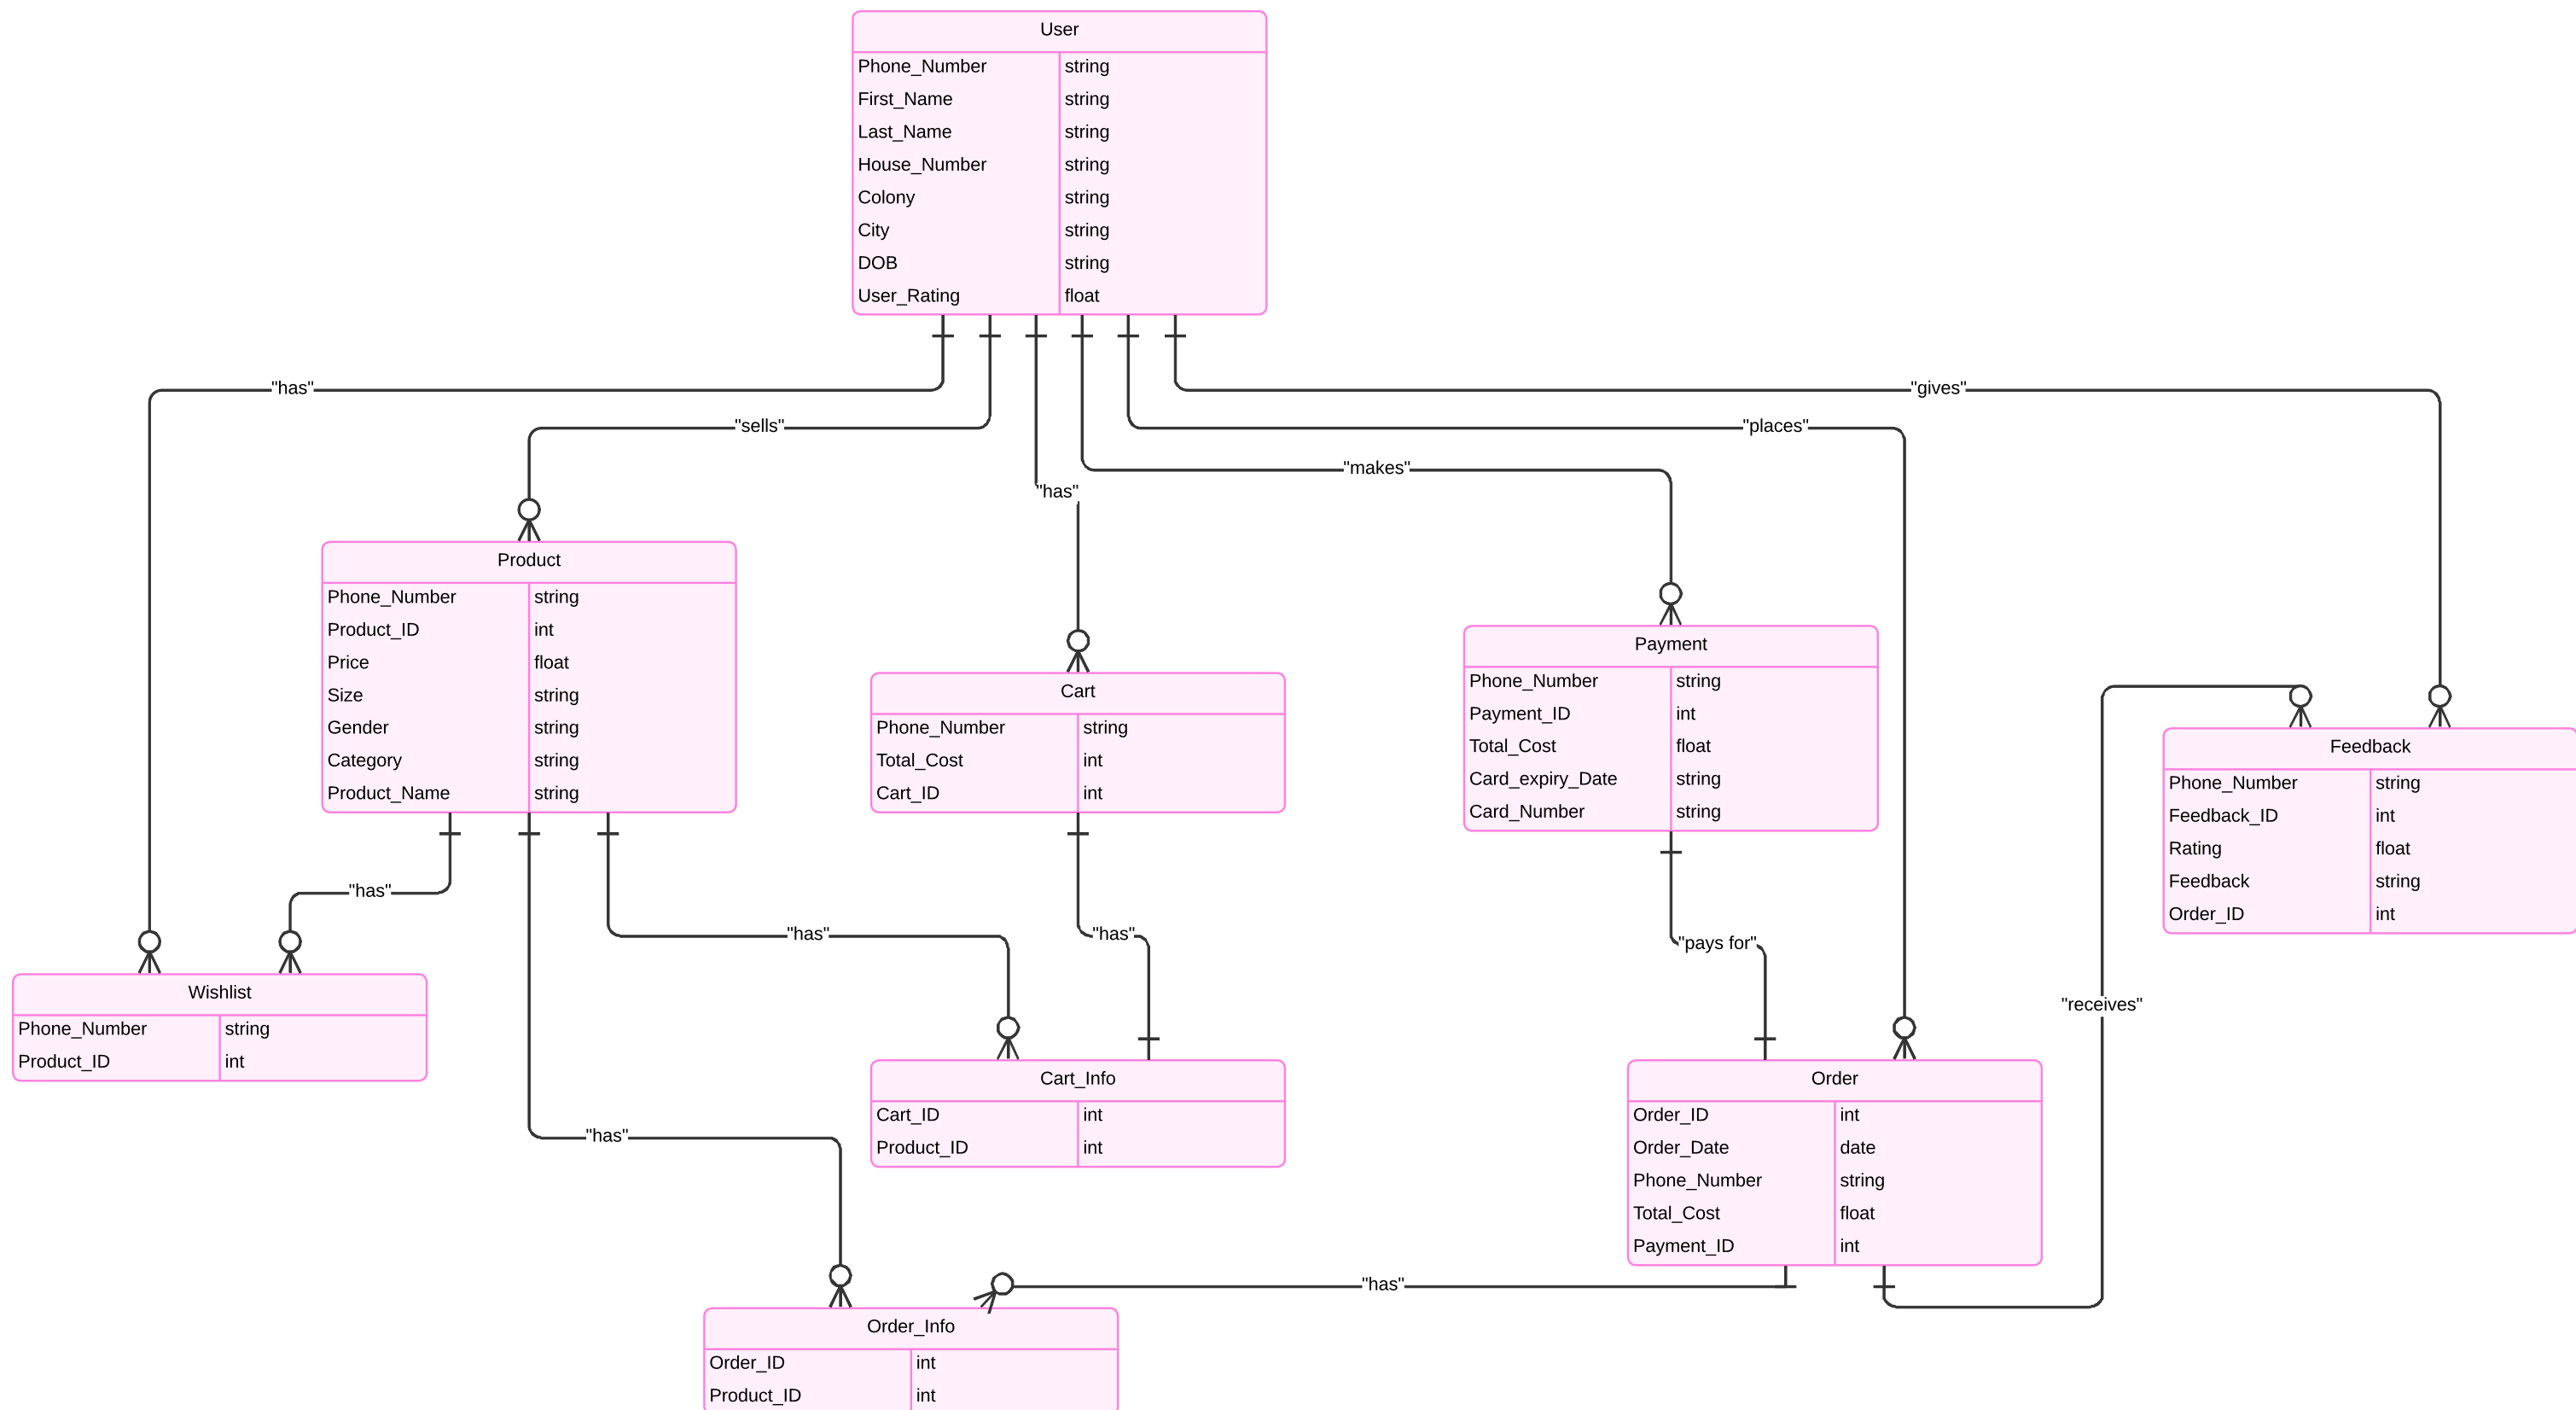 User
Phone_Number string
First_Name string
Last_Name string
House_Number string
Colony string
City string
DOB string
User_Rating float
"has"
"gives"
"sells"
"places"
"makes"
"has"
Product
Phone_Number string
Product_ID int
Price float
Size string
Gender string
Category string
Product_Name string
Cart
Phone_Number string
Total_Cost int
Cart_ID int
Payment
Phone_Number string
Payment_ID int
Total_Cost float
Card_expiry_Date string
Card_Number string
Feedback
Phone_Number string
Feedback_ID int
Rating float
Feedback string
Order_ID int
"has"
"has"
"has"
"pays for"
"receives"
Wishlist
Phone_Number string
Product_ID int
Cart_Info
Cart_ID int
Product_ID int
Order
Order_ID int
Order_Date date
Phone_Number string
Total_Cost float
Payment_ID int
"has"
"has"
Order_Info
Order_ID int
Product_ID int